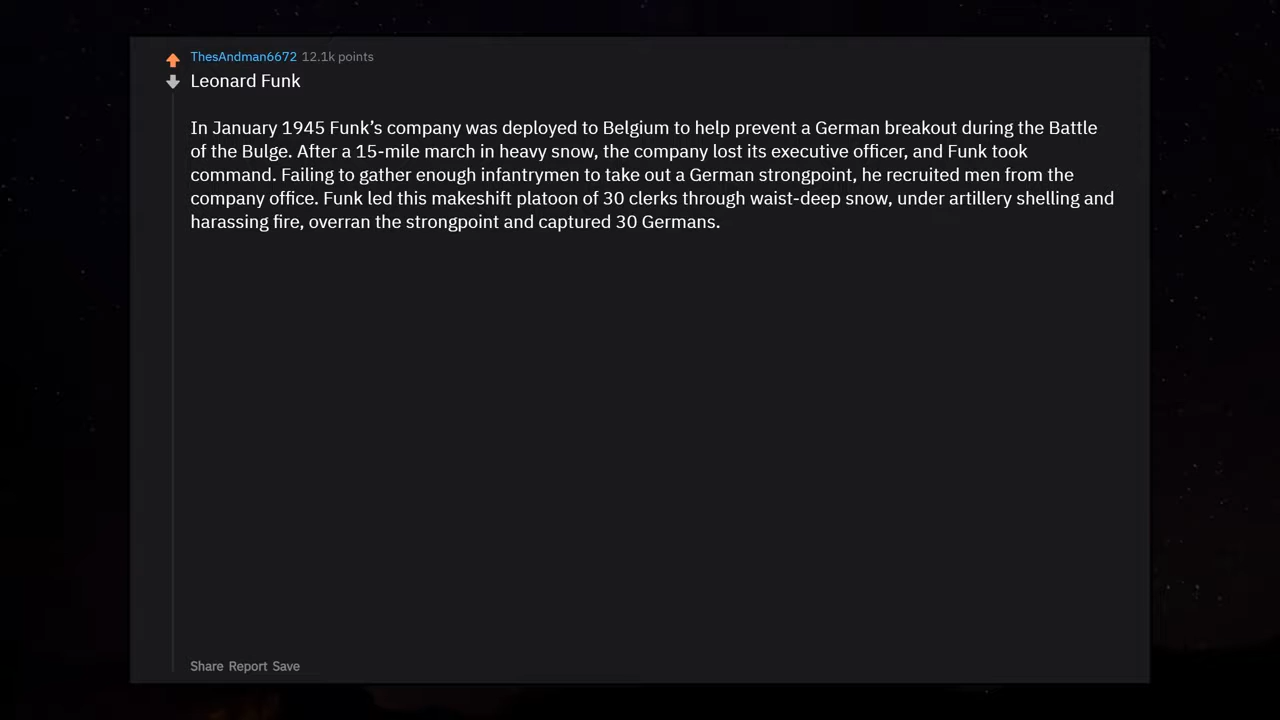 ThesAndman6672 12.1k points
Leonard Funk
In January 1945 Funk’s company was deployed to Belgium to help prevent a German breakout during the Battle
of the Bulge. After a 15-mile march in heavy snow, the company lost its executive officer, and Funk took
command. Failing to gather enough infantrymen to take out a German strongpoint, he recruited men from the
company office. Funk led this makeshift platoon of 30 clerks through waist-deep snow, under artillery shelling and
harassing fire, overran the strongpoint and captured 30 Germans.
Share Report Save